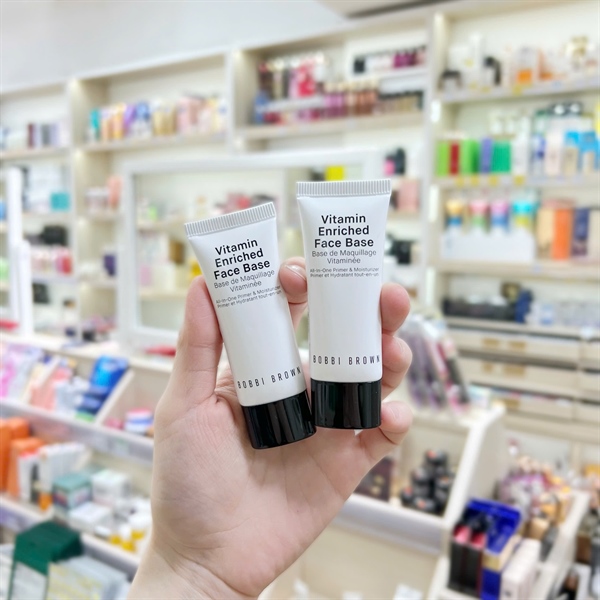 Vitamin
Enriched
Face Base
Base de Maquillage
Vitaminée
All-In-One Primer & Moisturizer
Primer et Hydratant tout-en-un
BOBBI BROWN
Vitamin
Enriched
Face Base
Base de Maquillage
Vitaminée
All-In-One Primer & Moisturizer
Primer et Hydratant tout-en-un
BOBBI BROWN